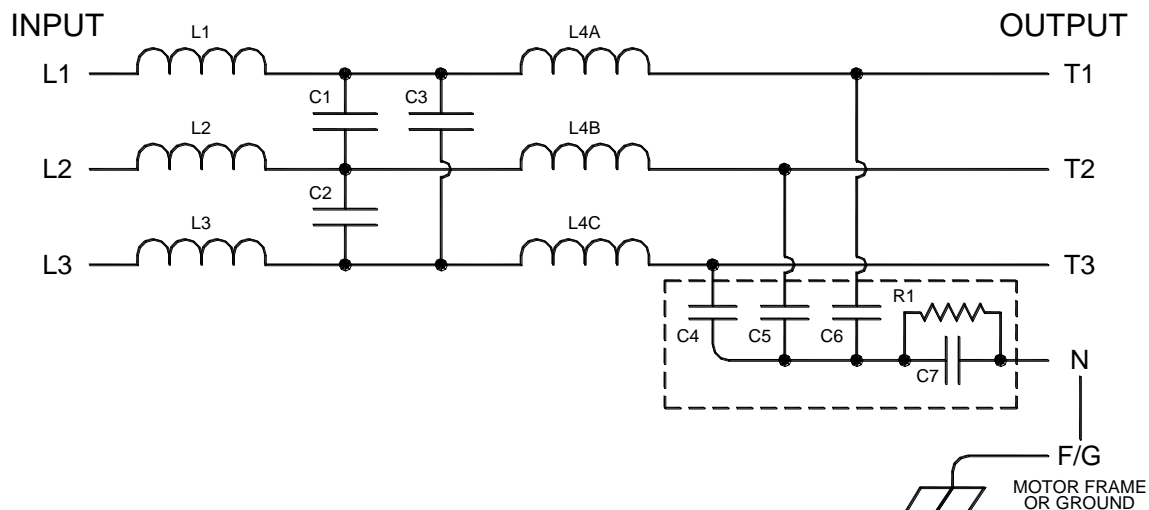 INPUT
OUTPUT
L1
L4A
L1
T1
C1
C3
L2
L4B
L2
T2
C2
L3
L4C
L3
T3
R1
C4
C5
C6
C7
N
F/G
MOTOR FRAME
OR GROUND